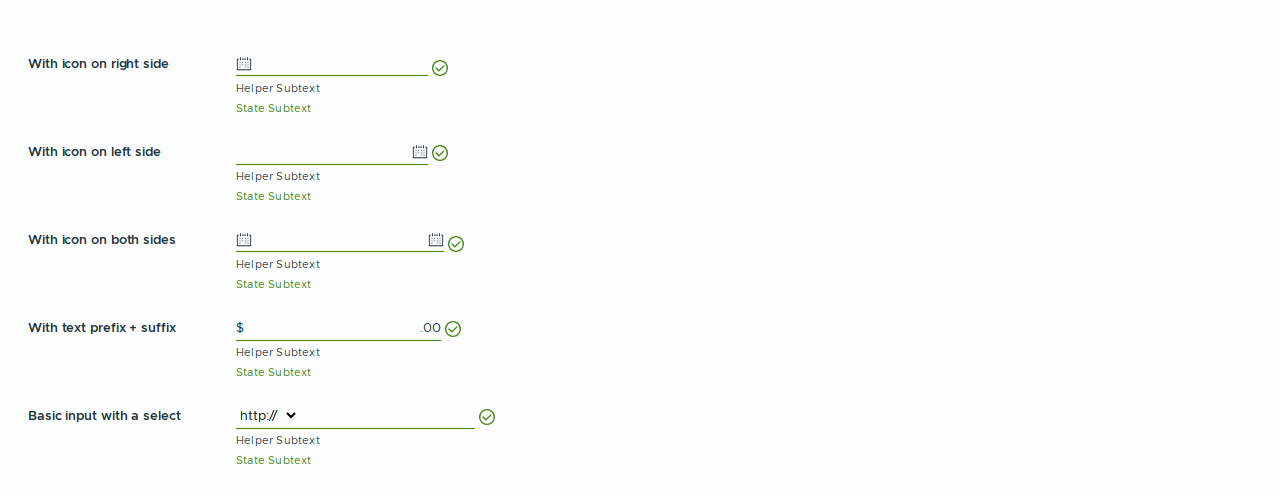 With icon on right side
Helper Subtext
State Subtext
With icon on left side
Helper Subtext
State Subtext
With icon on both sides
Helper Subtext
State Subtext
With text prefix + suffix $ .00
Helper Subtext
State Subtext
Basic input with a select http://
Helper Subtext
State Subtext